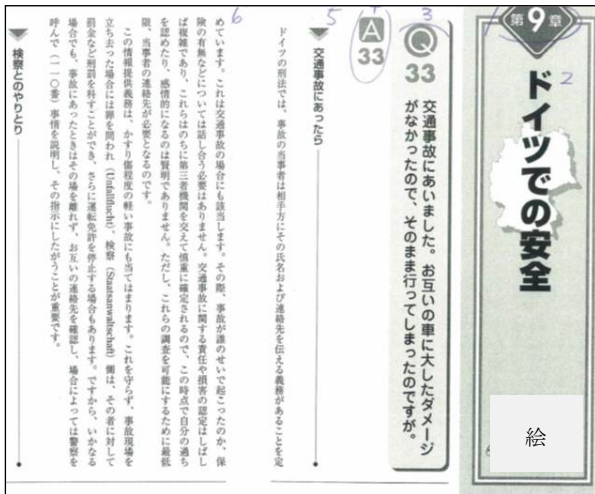 第9章
ドイツでの安全
絵
Q33
交通事故にあいました。お互いの車に大したダメージ
がなかったので、そのまま行ってしまったのですが。
A33
▼交通事故にあったら
ドイツの刑法では、事故の当事者は相手方にその氏名および連絡先を伝える義務があることを定
めています。これは交通事故の場合にも該当します。その際、事故が誰のせいで起こったのか、保
険の有無などについては話し合う必要はありません。交通事故に関する責任や損害の認定はしばし
ば複雑であり、これらはのちに第三者機関を交えて慎重に確定されるので、この時点で自分の過ち
を認めたり、感情的になるのは賢明でありません。ただし、これらの調査を可能にするために最低
限、当事者の連絡先が必要となるのです。
この情報提供義務は、かすり傷程度の軽い事故にも当てはまります。これを守らず、事故現場を
立ち去った場合には罪を問われ(Unfallflucht)、検察(Staatsanwaltschaft)側は、その者に対して
罰金など刑罰を科すことができ、さらに運転免許を停止する場合もあります。ですから、いかなる
場合でも、事故にあったときはその場を離れず、お互いの連絡先を確認し、場合によっては警察を
呼んで(一一〇番)事情を説明し、その指示にしたがうことが重要です。
▼検察とのやりとり
1
2
3
4
5
6